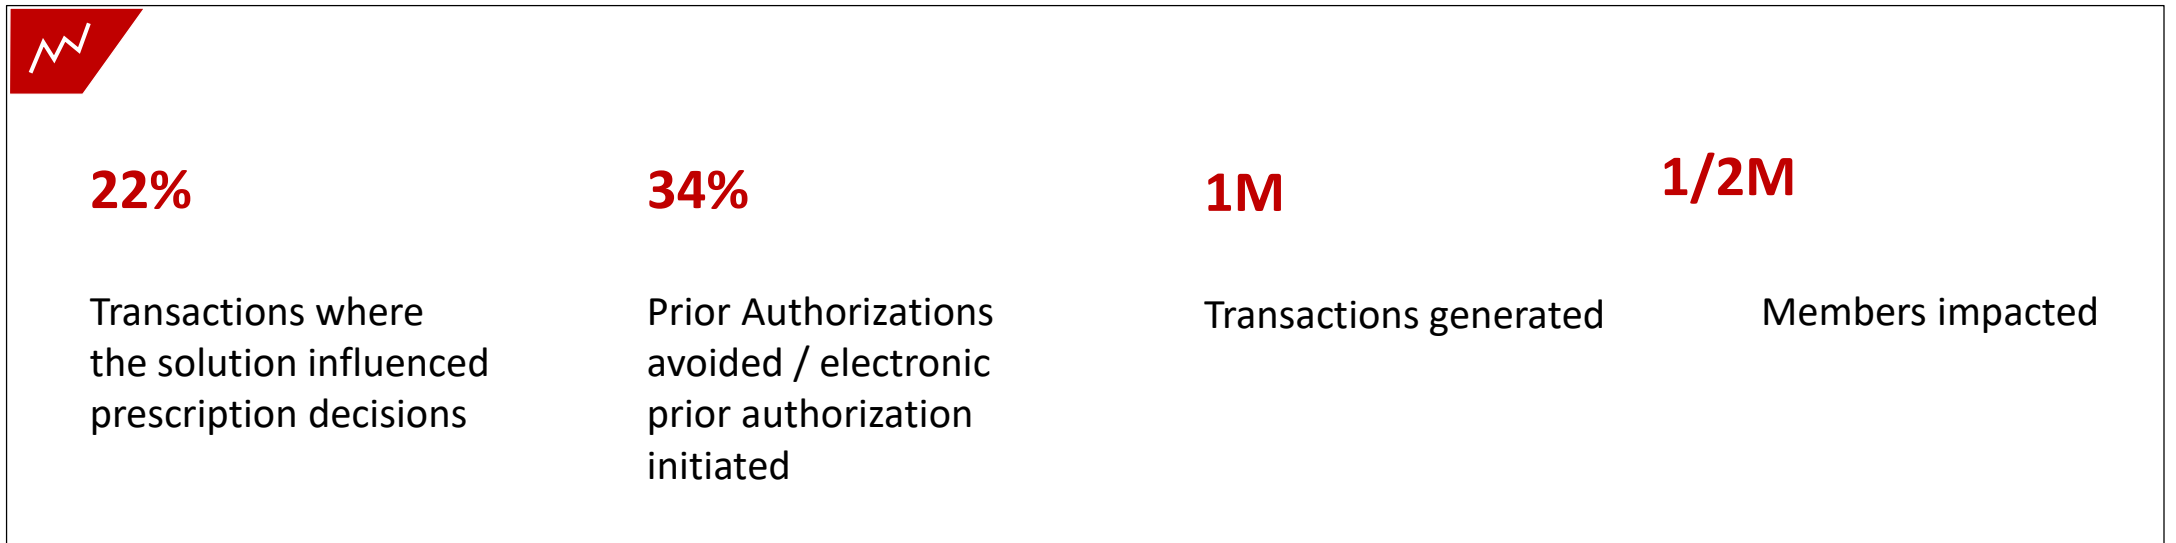 22%
Transactions where
the solution influenced
prescription decisions
34%
Prior Authorizations
avoided / electronic
prior authorization
initiated
1M
Transactions generated
1/2M
Members impacted